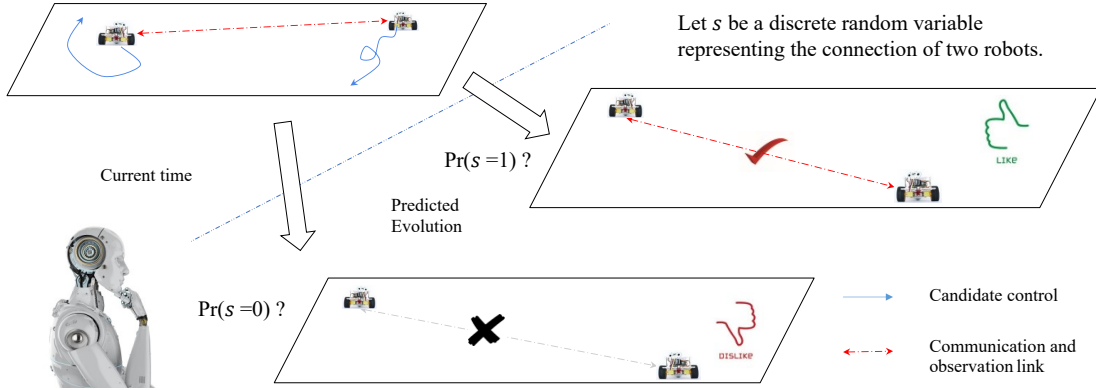 Let s be a discrete random variable
representing the connection of two robots.
Pr(s =1) ?
LIKE
Current time
Predicted
Evolution
Pr(s =0) ?
DISLIKE
Candidate control
Communication and
observation link